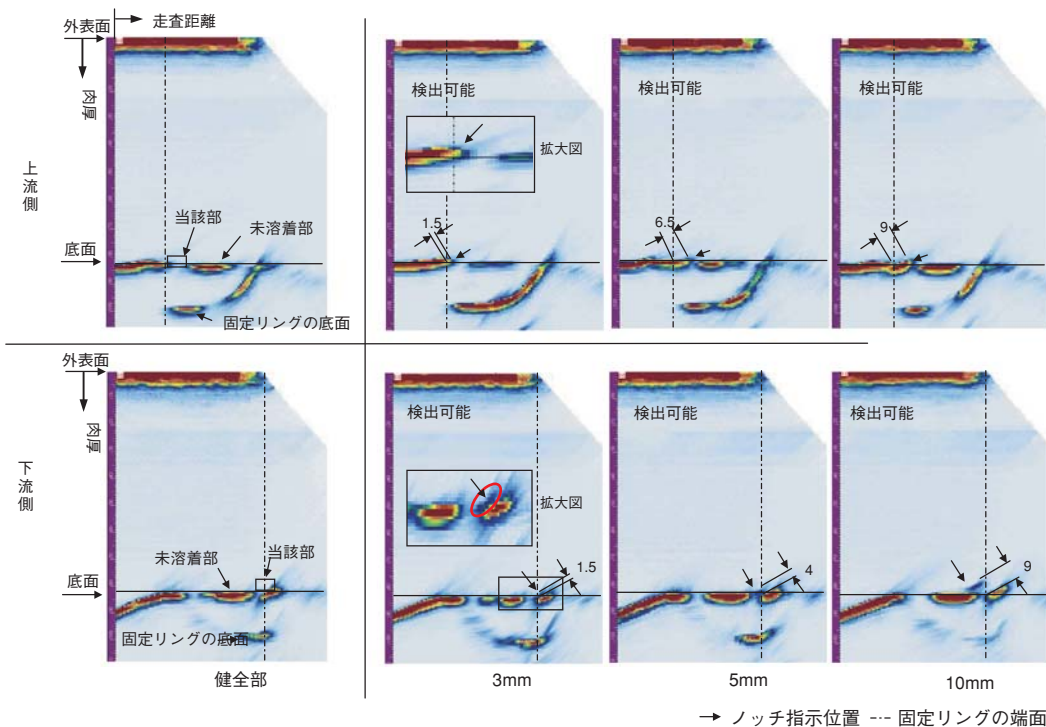 外表面
走査距離
肉厚
上流側
当該部
未溶着部
底面
固定リングの底面
検出可能
拡大図
1.5
検出可能
6.5
検出可能
9
外表面
肉厚
下流側
未溶着部
当該部
底面
固定リングの底面
健全部
検出可能
拡大図
1.5
3mm
検出可能
4
5mm
検出可能
9
10mm
→ ノッチ指示位置 --- 固定リングの端面